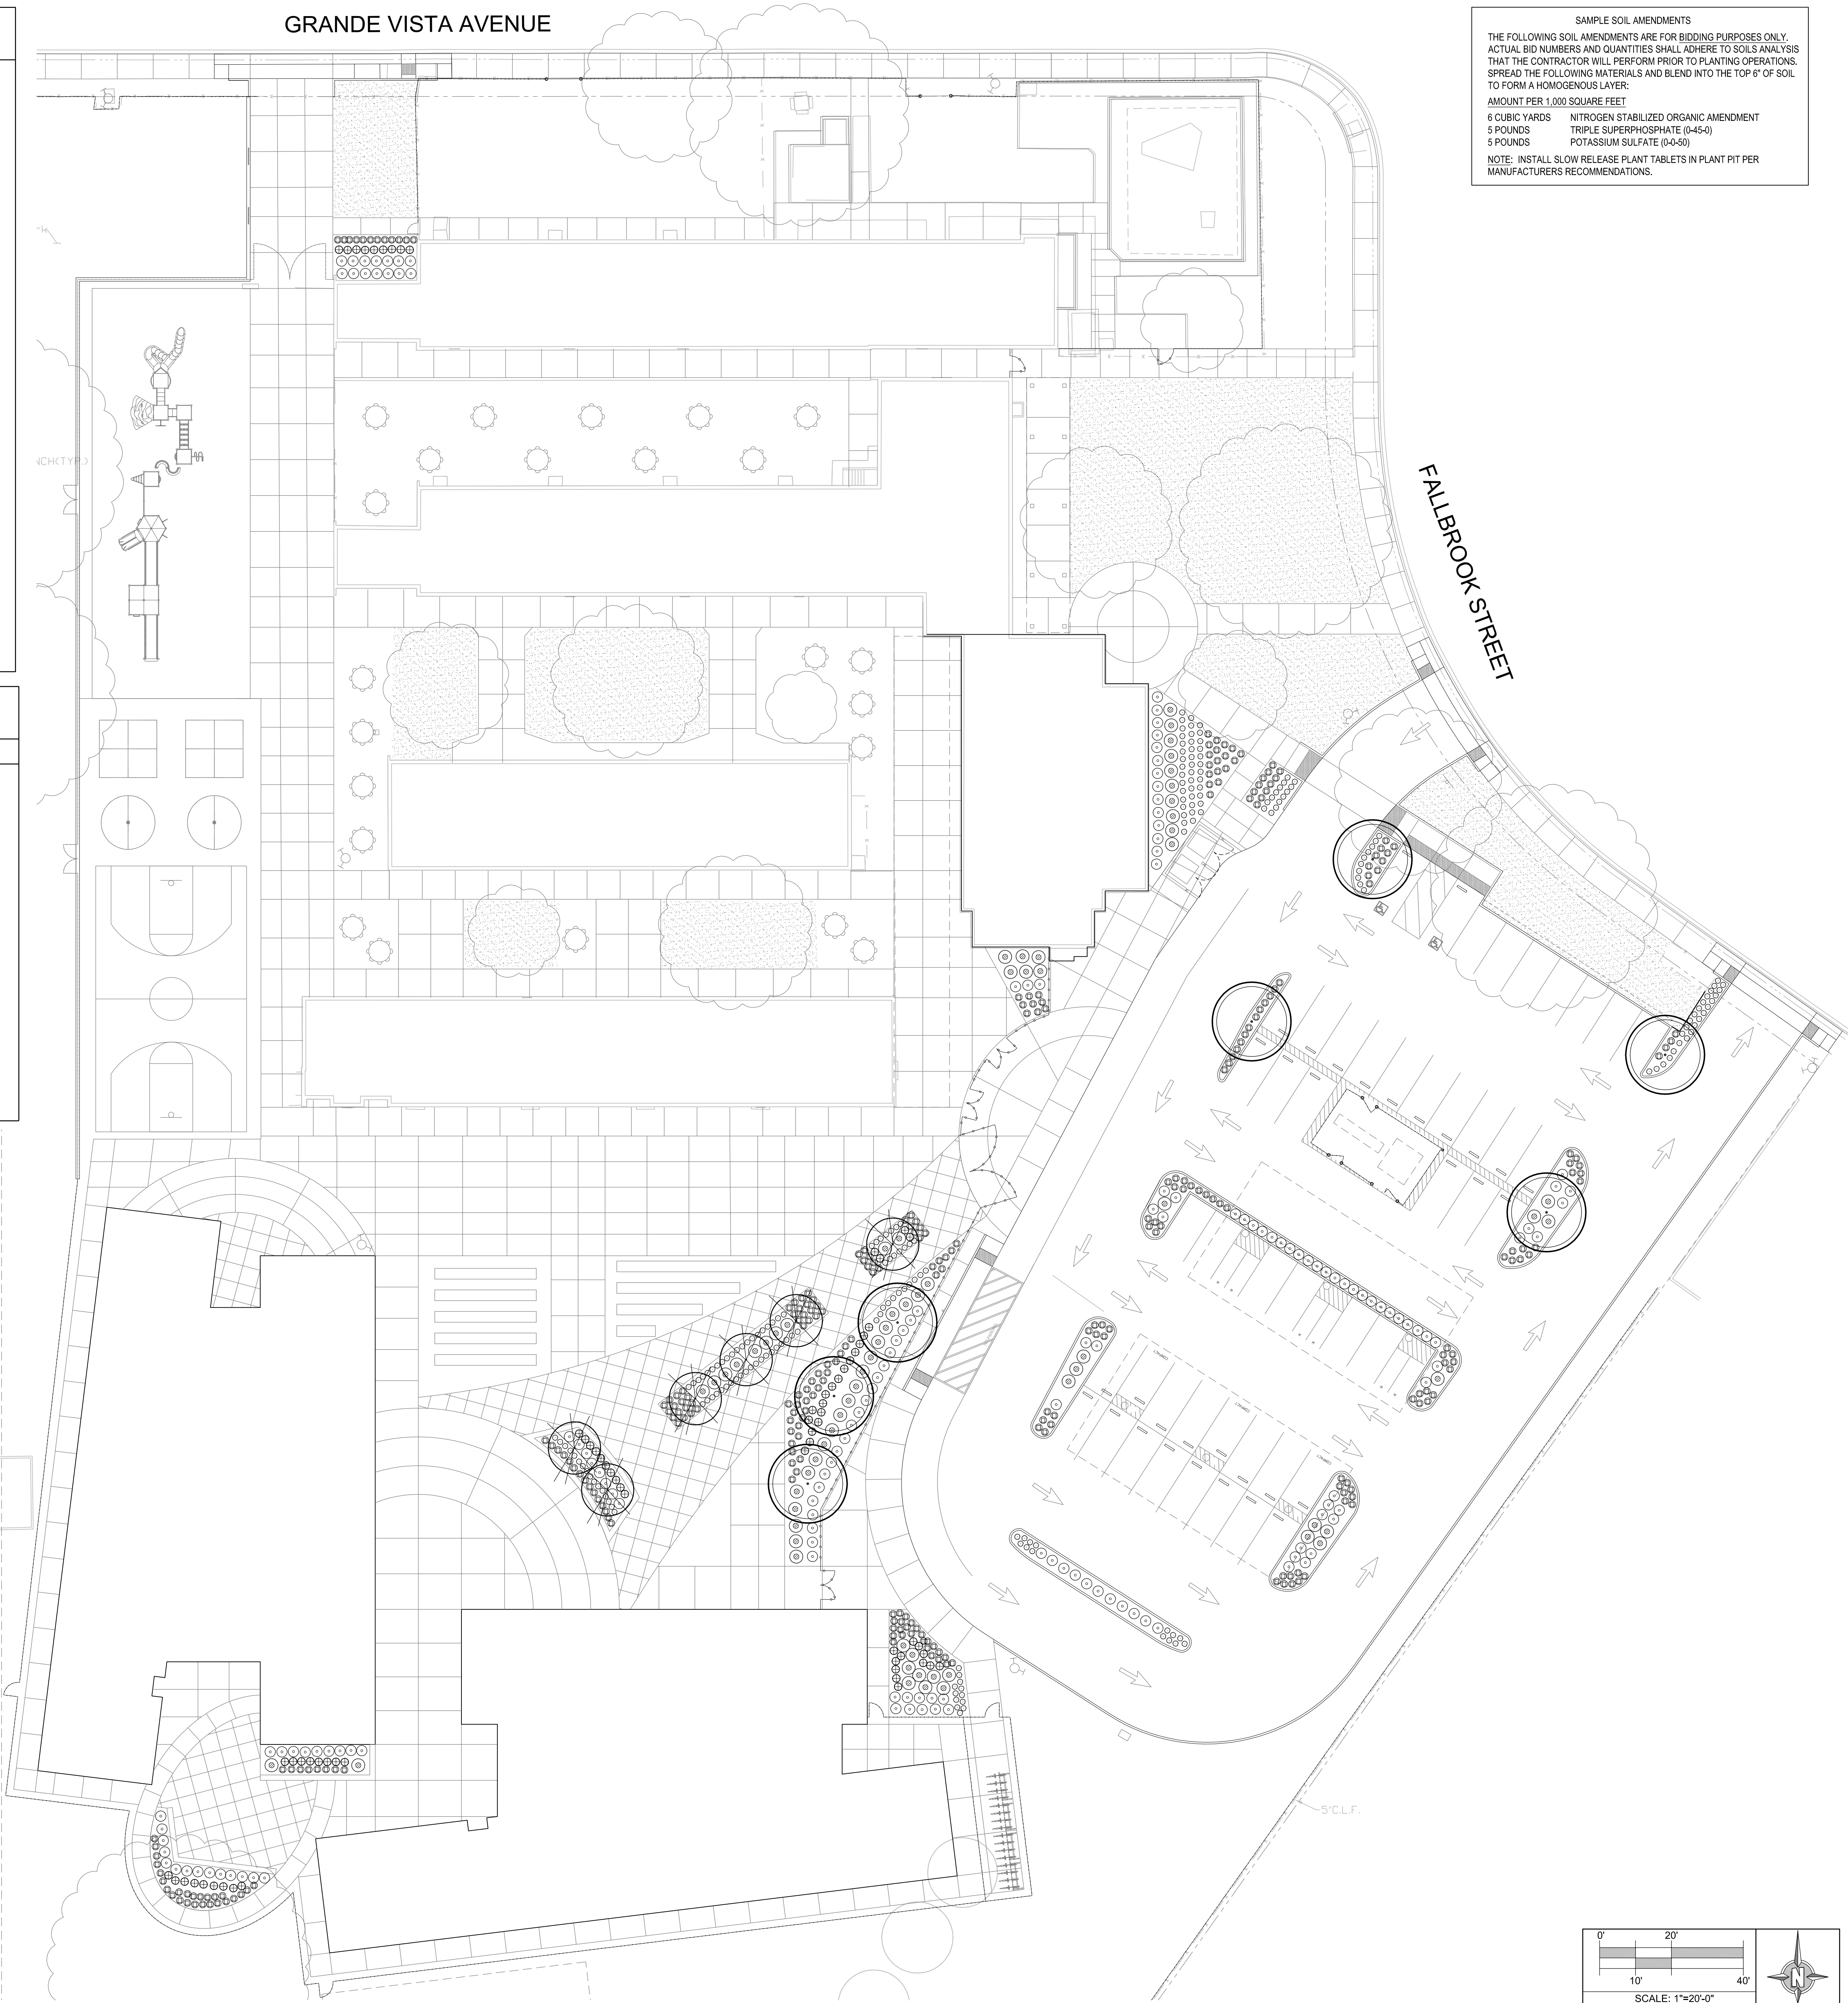 GRANDE VISTA AVENUE
SAMPLE SOIL AMENDMENTS
THE FOLLOWING SOIL AMENDMENTS ARE FOR BIDDING PURPOSES ONLY.
ACTUAL BID NUMBERS AND QUANTITIES SHALL ADHERE TO SOILS ANALYSIS
THAT THE CONTRACTOR WILL PERFORM PRIOR TO PLANTING OPERATIONS.
SPREAD THE FOLLOWING MATERIALS AND BLEND INTO THE TOP 6" OF SOIL
TO FORM A HOMOGENOUS LAYER:
AMOUNT PER 1,000 SQUARE FEET
6 CUBIC YARDS NITROGEN STABILIZED ORGANIC AMENDMENT
5 POUNDS TRIPLE SUPERPHOSPHATE (0-45-0)
5 POUNDS POTASSIUM SULFATE (0-0-50)
NOTE: INSTALL SLOW RELEASE PLANT TABLETS IN PLANT PIT PER
MANUFACTURERS RECOMMENDATIONS.
NCH(TYP.)
FALLBROOK STREET
5'C.L.F.
0' 20'
10' 40'
SCALE: 1"=20'-0"
N